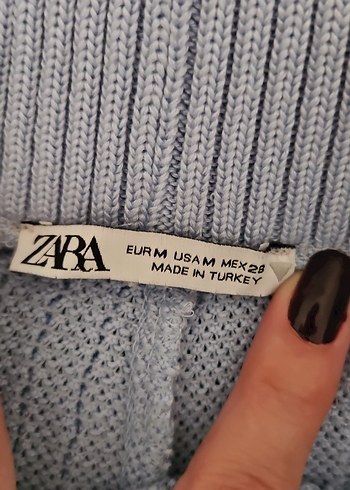 ZARA
EUR M USA M MEX 28
MADE IN TURKEY